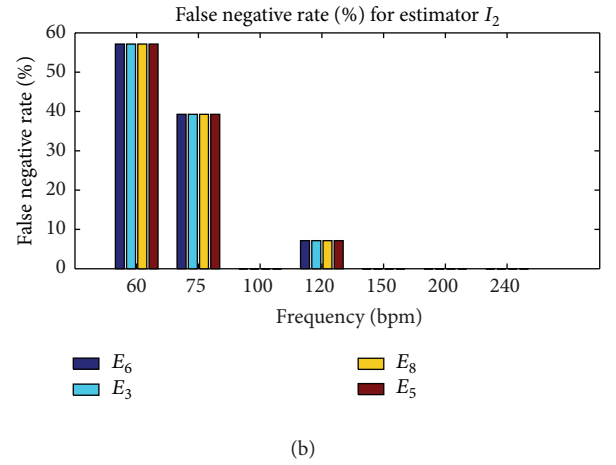 False negative rate (%) for estimator I₂
60
50
40
30
20
10
0
False negative rate (%)
60 75 100 120 150 200 240
Frequency (bpm)
E₆ E₈
E₃ E₅
(b)